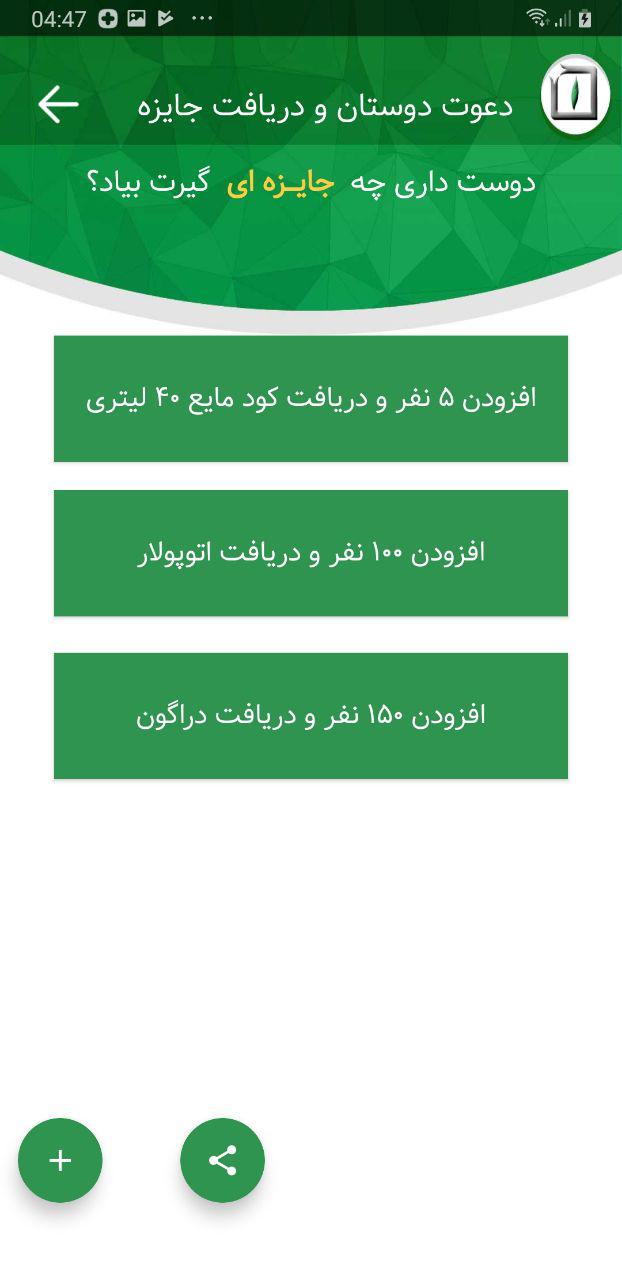 04:47
دعوت دوستان و دریافت جایزه
دوست داری چه جایـزه ای گیرت بیاد؟
افزودن ۵ نفر و دریافت کود مایع ۴۰ لیتری
افزودن ۱۰۰ نفر و دریافت اتوپولار
افزودن ۱۵۰ نفر و دریافت دراگون